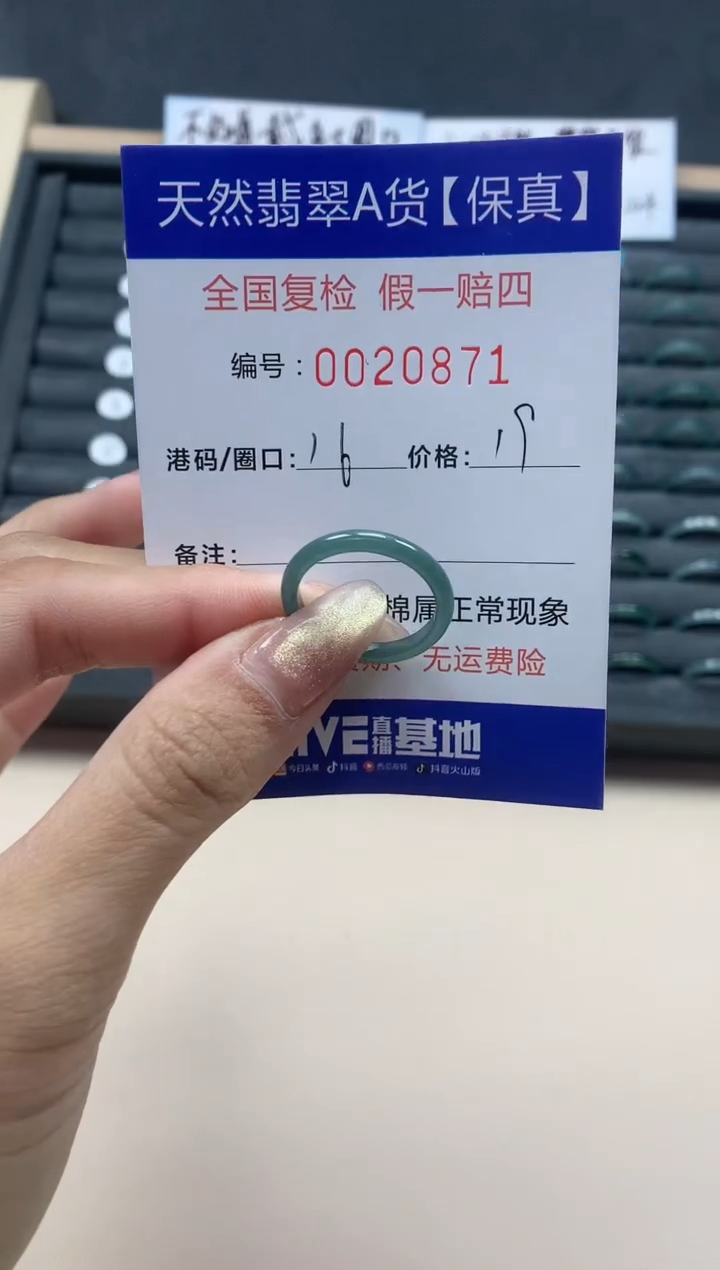 天然翡翠A货【保真】
全国复检 假一赔四
编号：0020871
港码/圈口：16 价格：19
备注：
棉属正常现象
无运费险
直播基地
今日头条 抖音 西瓜视频 抖音火山版